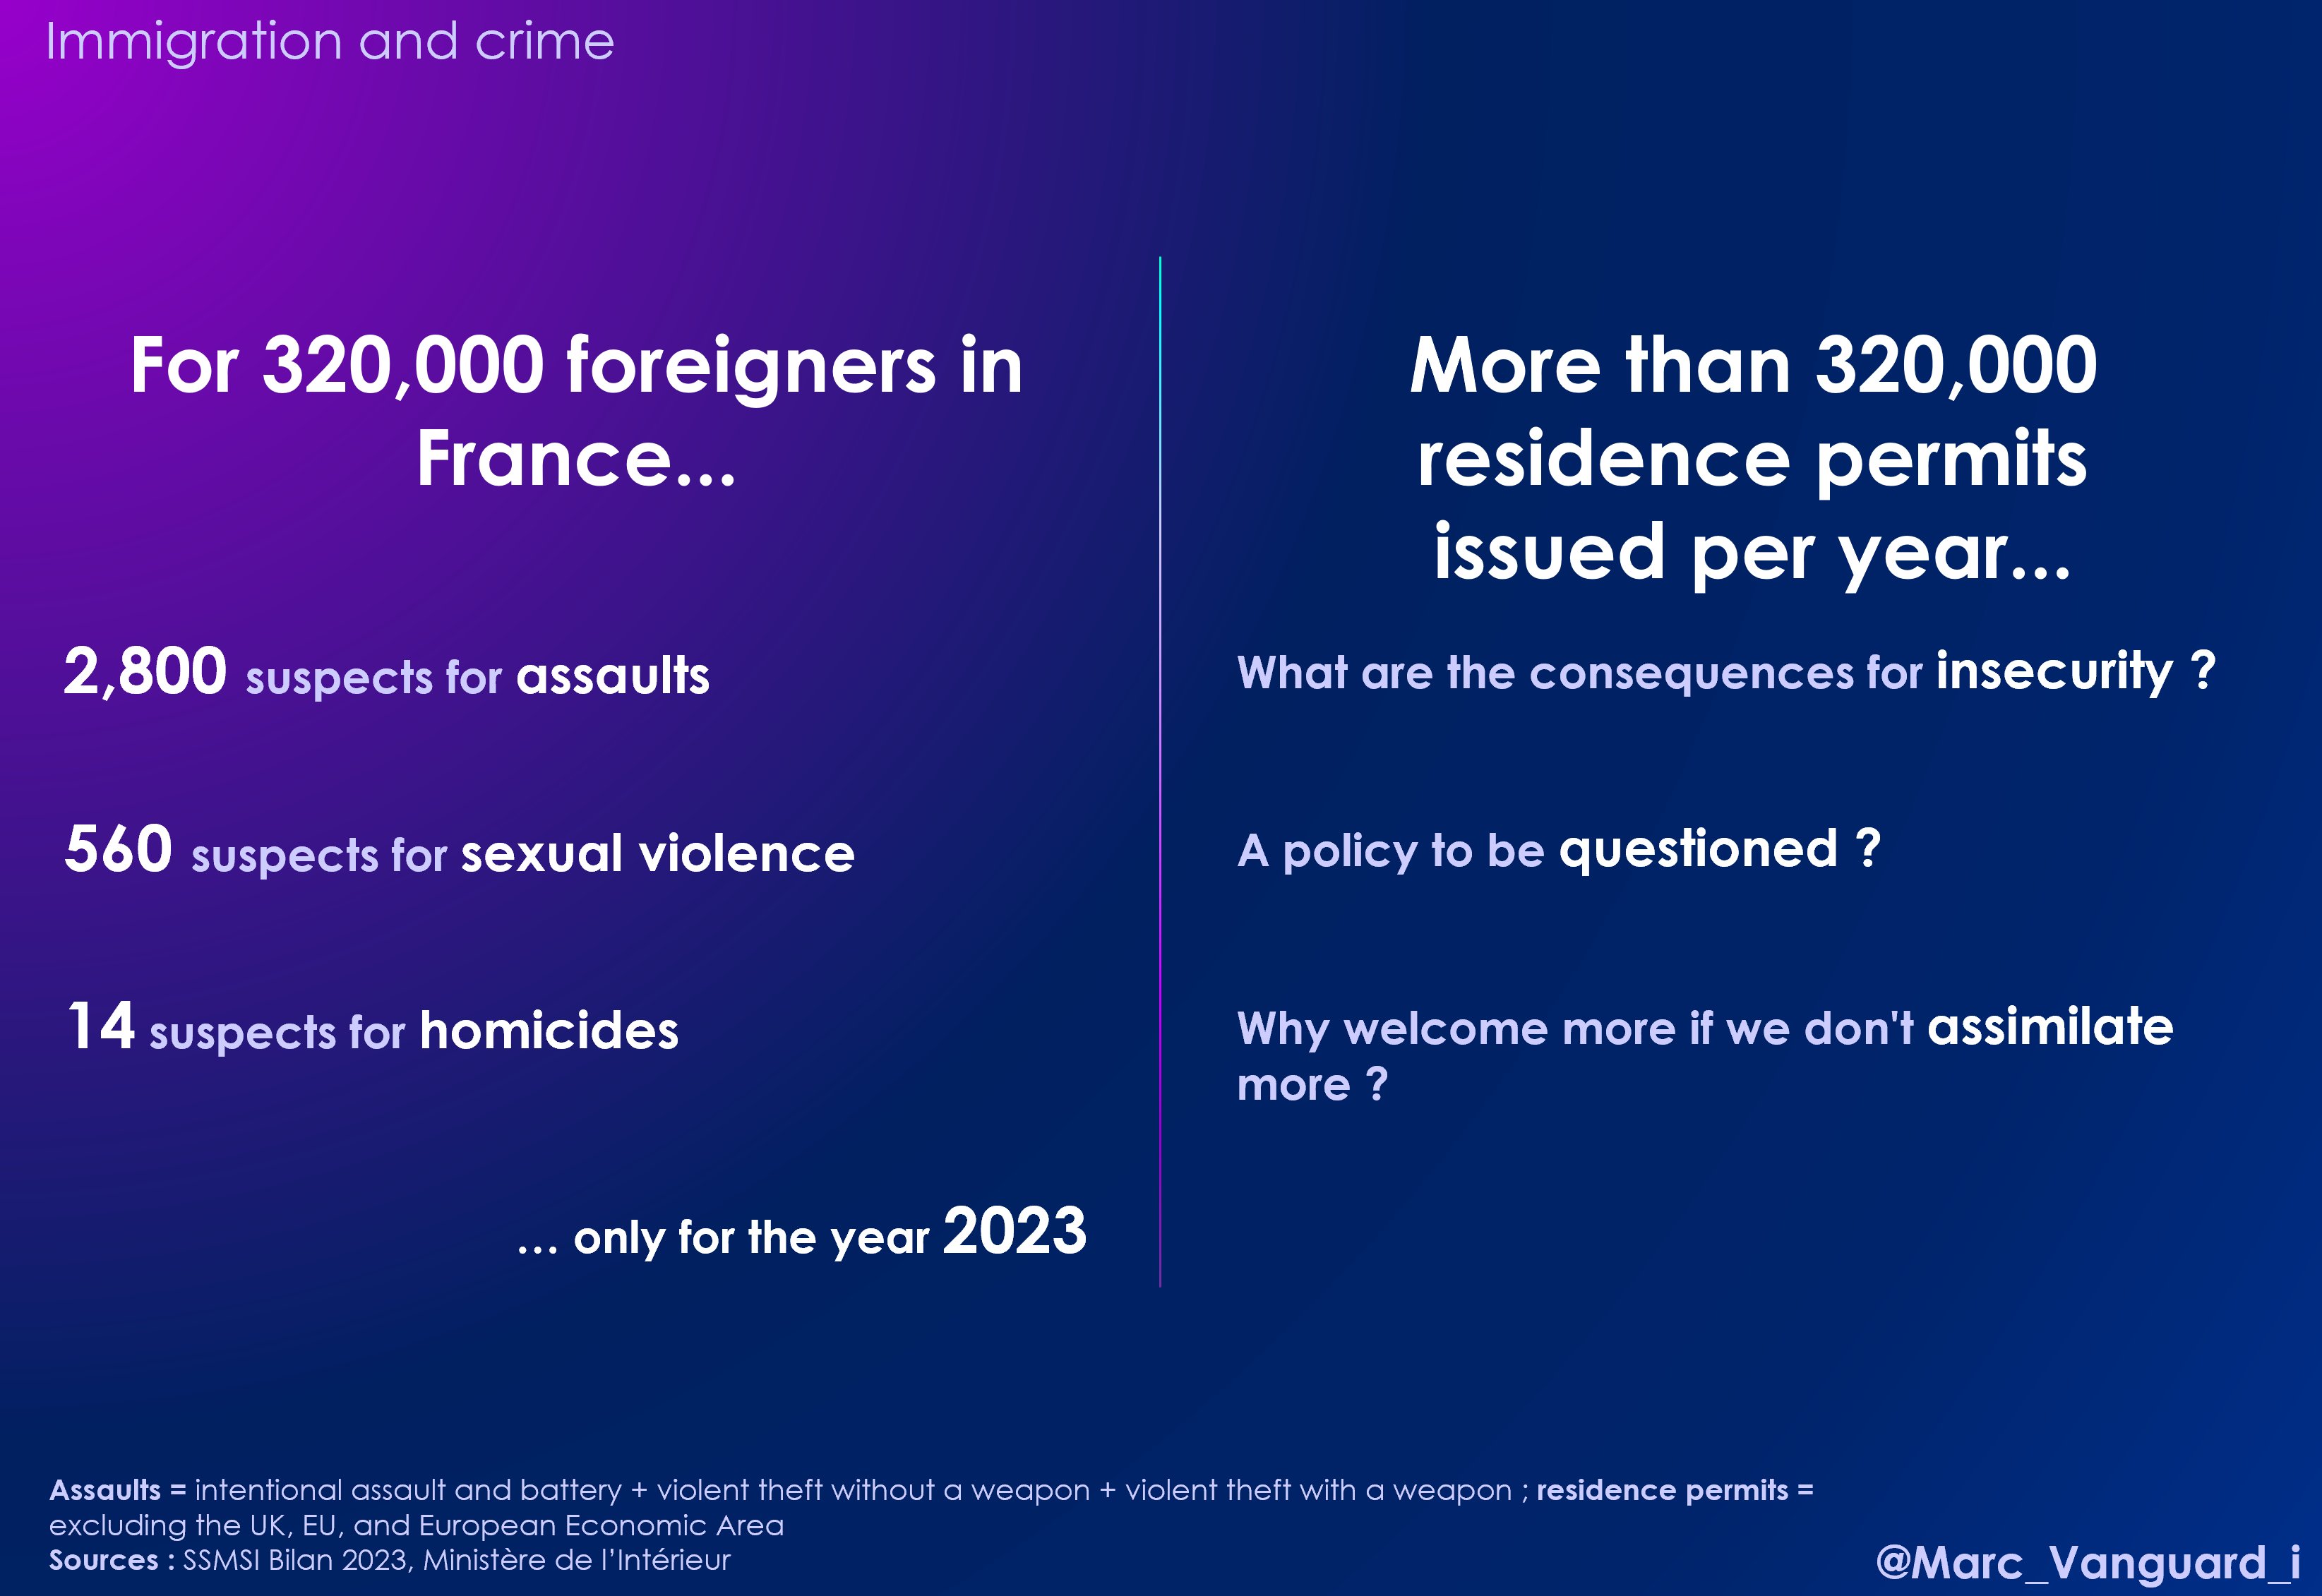 Immigration and crime
For 320,000 foreigners in
France...
2,800 suspects for assaults
560 suspects for sexual violence
14 suspects for homicides
... only for the year 2023
More than 320,000
residence permits
issued per year...
What are the consequences for insecurity ?
A policy to be questioned ?
Why welcome more if we don't assimilate
more ?
Assaults = intentional assault and battery + violent theft without a weapon + violent theft with a weapon ; residence permits =
excluding the UK, EU, and European Economic Area
Sources : SSMSI Bilan 2023, Ministère de l’Intérieur
@Marc_Vanguard_i